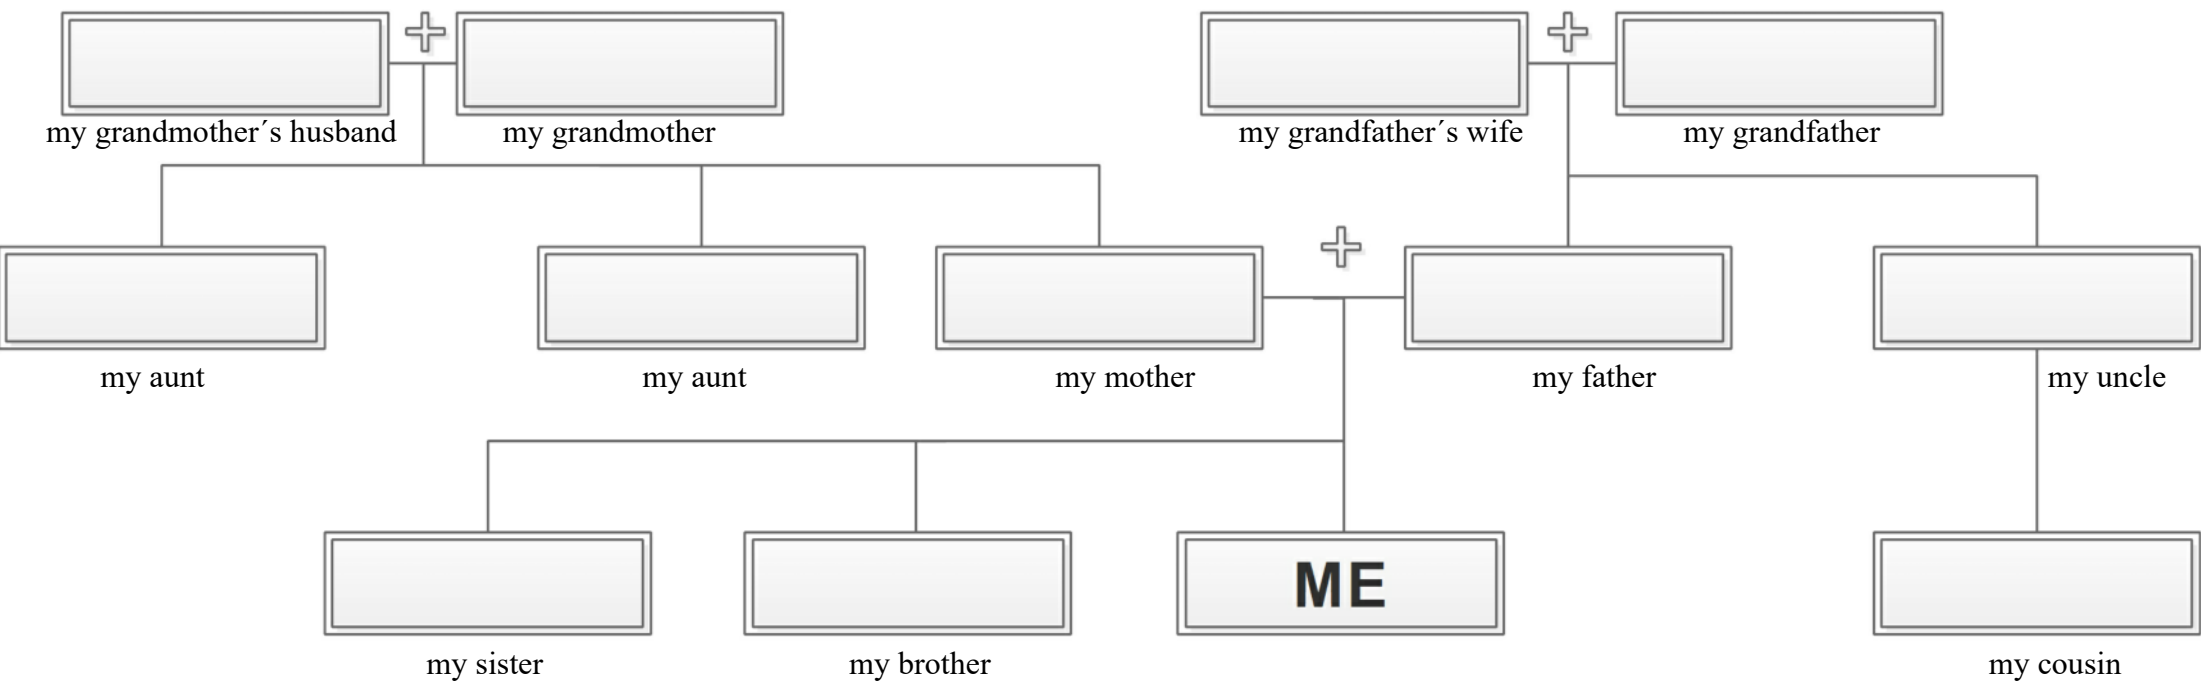 my grandmother´s husband
my grandmother
my grandfather´s wife
my grandfather
my aunt
my aunt
my mother
my father
my uncle
ME
my sister
my brother
my cousin